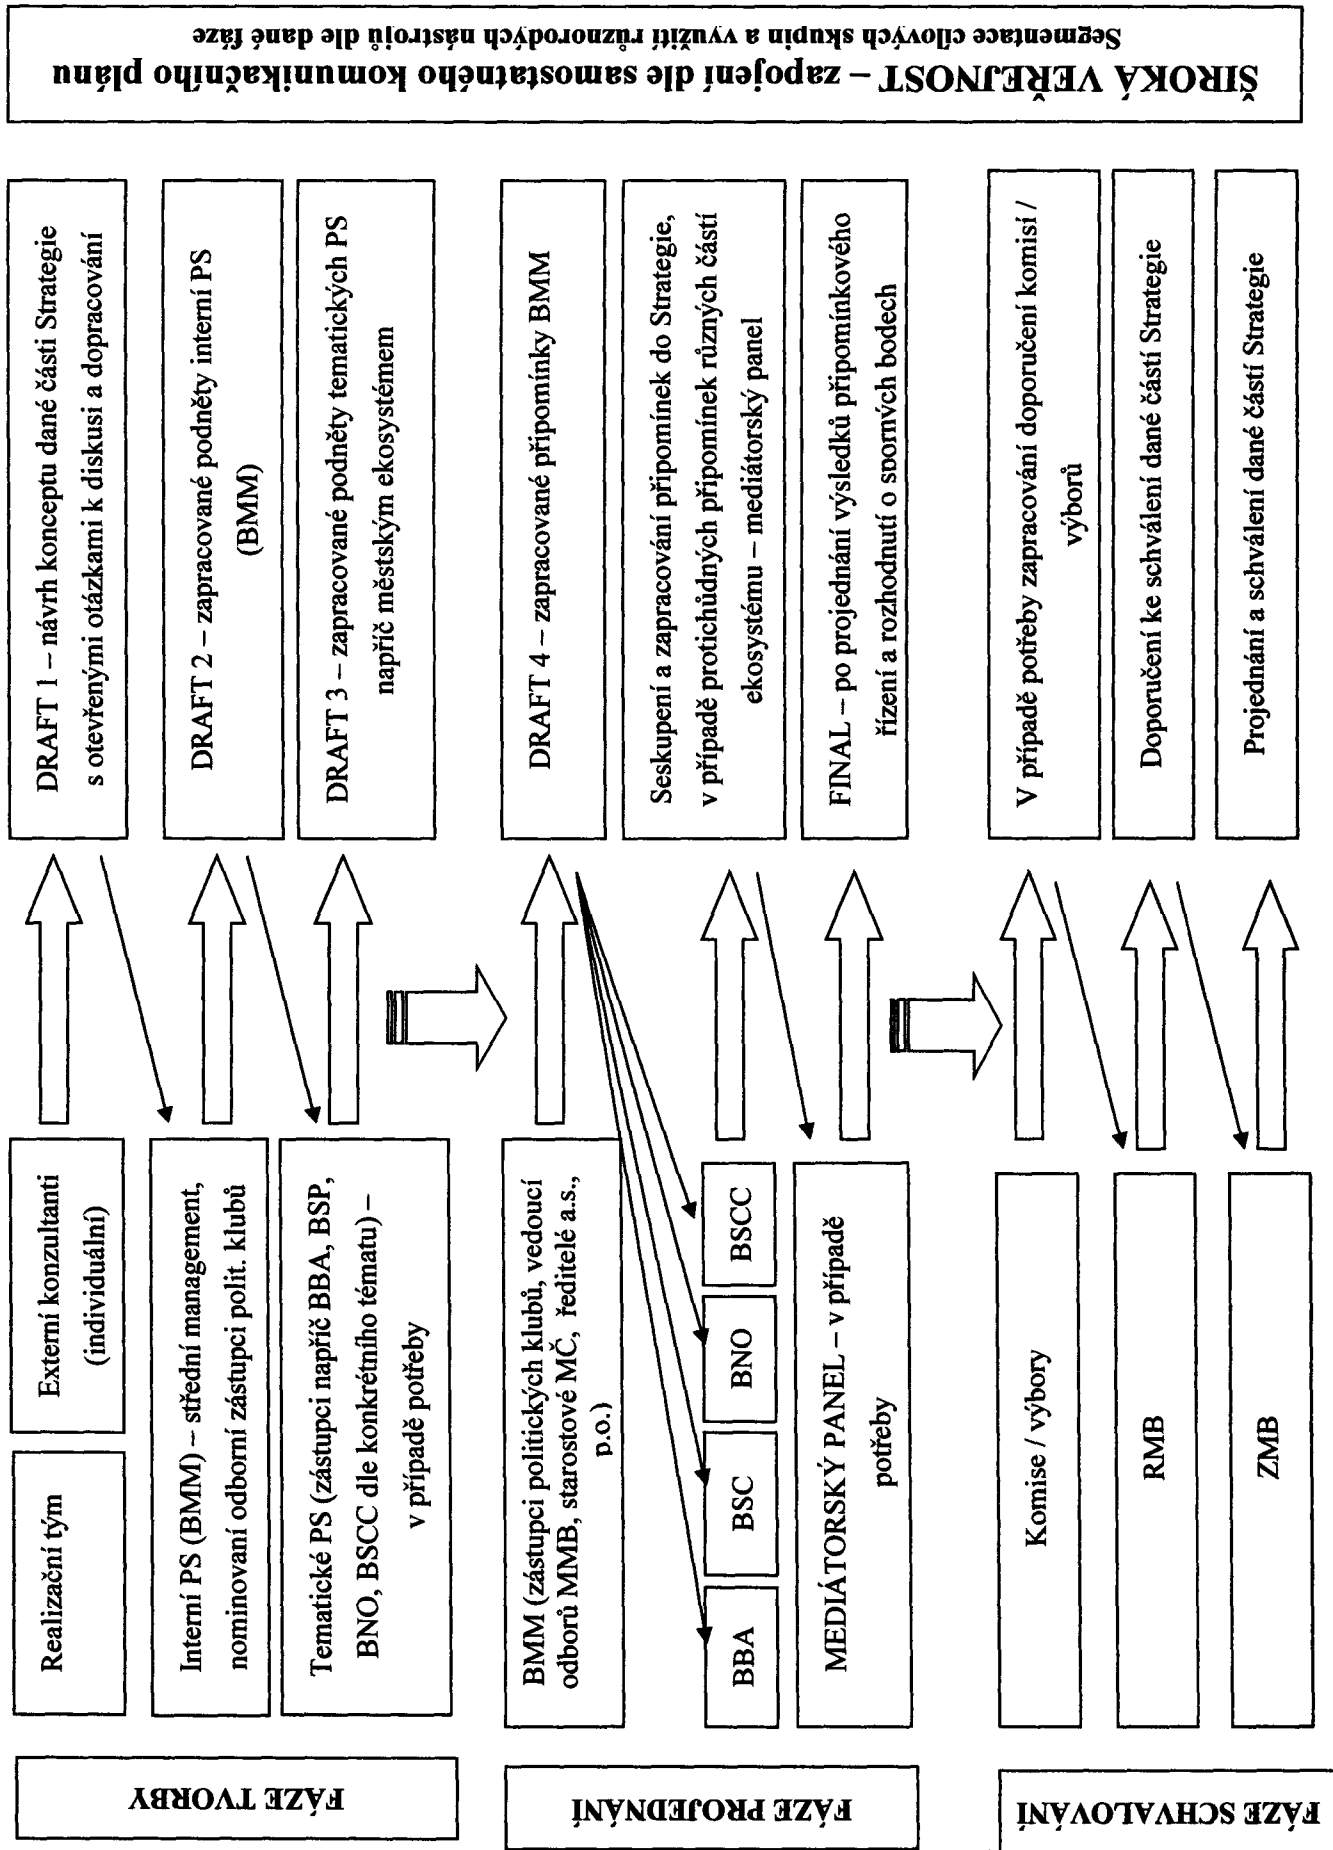 FÁZE TVORBY
Realizační tým
Externí konzultanti
(individuální)
DRAFT 1 – návrh konceptu dané části Strategie
s otevřenými otázkami k diskusi a dopracování
Interní PS (BMM) – střední management,
nominovaní odborní zástupci polit. klubů
DRAFT 2 – zapracované podněty interní PS
(BMM)
Tematické PS (zástupci napříč BBA, BSP,
BNO, BSCC dle konkrétního tématu) –
v případě potřeby
DRAFT 3 – zapracované podněty tematických PS
napříč městským ekosystémem
FÁZE PROJEDNÁNÍ
BMM (zástupci politických klubů, vedoucí
odborů MMB, starostové MČ, ředitelé a.s.,
p.o.)
DRAFT 4 – zapracované připomínky BMM
BBA
BSC
BNO
BSCC
Seskupení a zapracování připomínek do Strategie,
v případě protichůdných připomínek různých částí
ekosystému – mediátorský panel
MEDIÁTORSKÝ PANEL – v případě
potřeby
FINAL – po projednání výsledků připomínkového
řízení a rozhodnutí o sporných bodech
FÁZE SCHVALOVÁNÍ
Komise / výbory
V případě potřeby zapracování doporučení komisí /
výborů
RMB
Doporučení ke schválení dané částí Strategie
ZMB
Projednání a schválení dané částí Strategie
ŠIROKÁ VEŘEJNOST – zapojení dle samostatného komunikačního plánu
Segmentace cílových skupin a využití různorodých nástrojů dle dané fáze